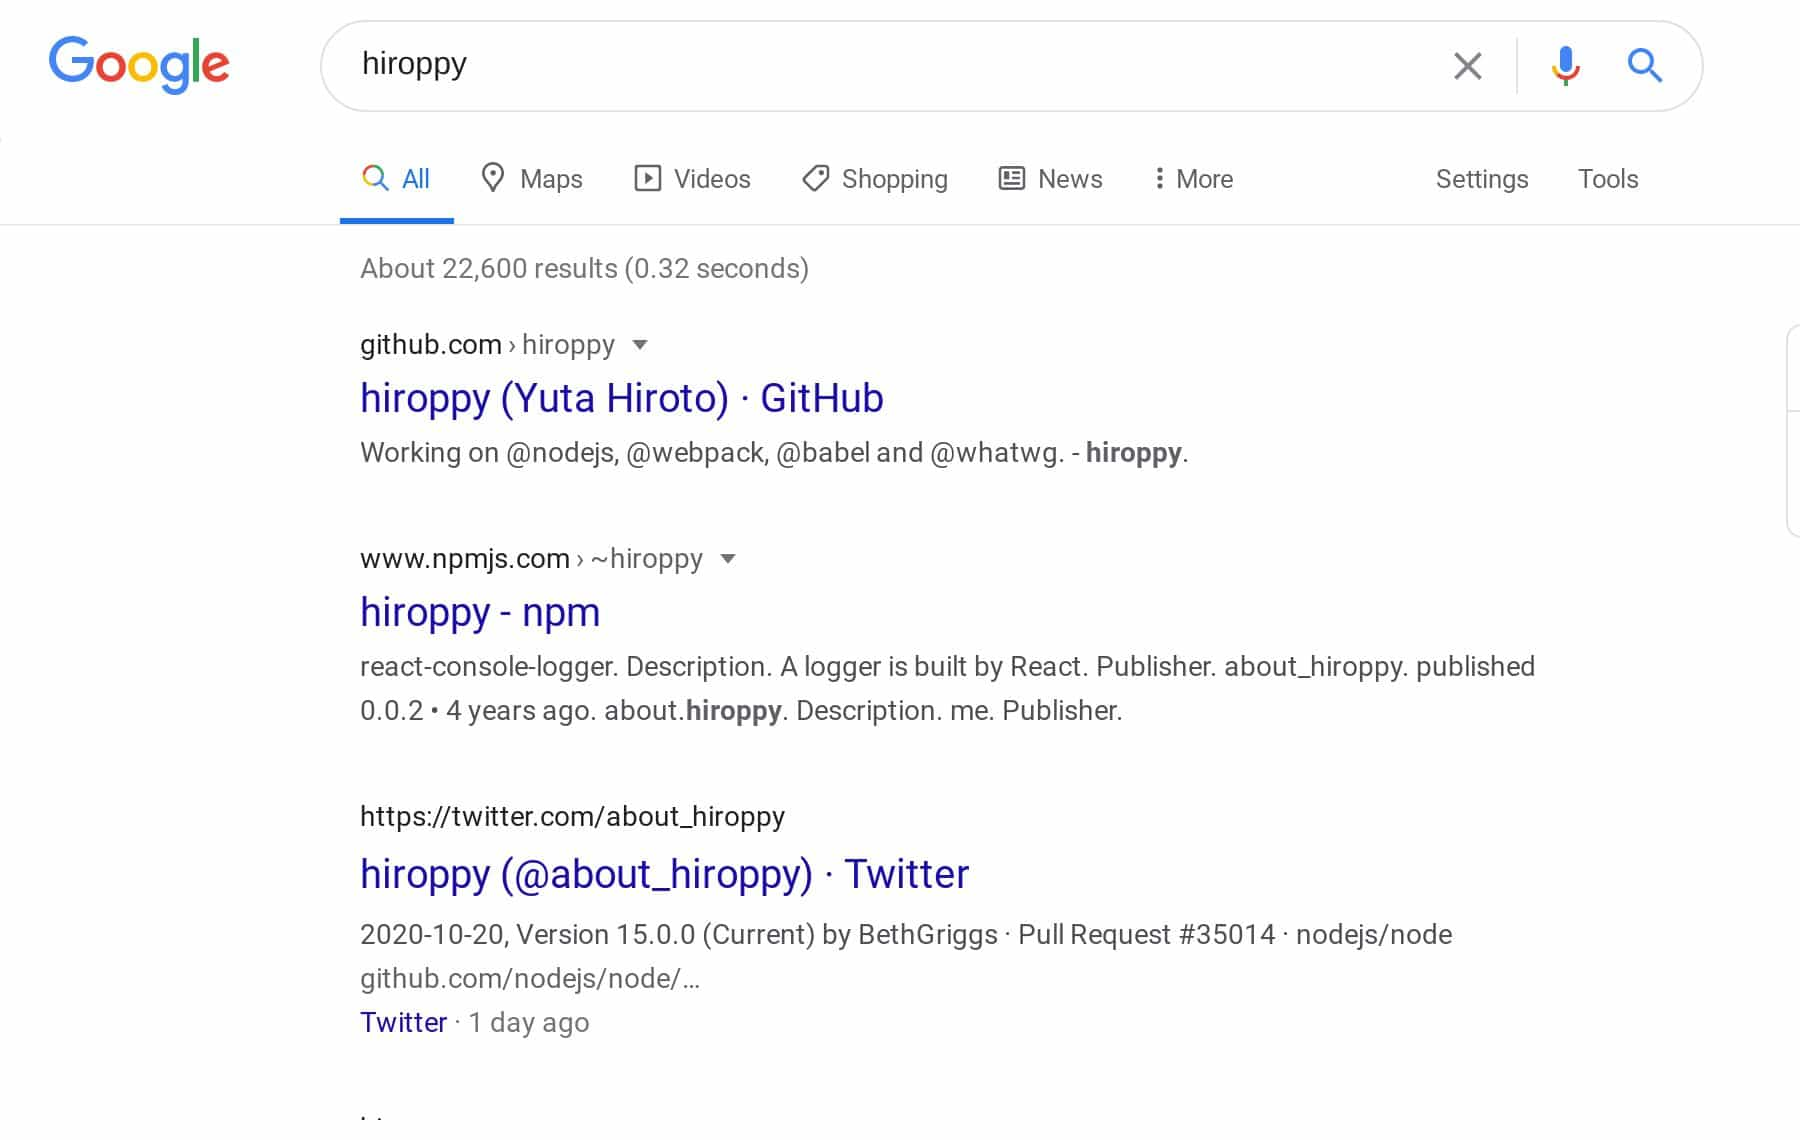 Google
hiroppy
All Maps Videos Shopping News More Settings Tools
About 22,600 results (0.32 seconds)
github.com › hiroppy
hiroppy (Yuta Hiroto) · GitHub
Working on @nodejs, @webpack, @babel and @whatwg. - hiroppy.
www.npmjs.com › ~hiroppy
hiroppy - npm
react-console-logger. Description. A logger is built by React. Publisher. about_hiroppy. published
0.0.2 • 4 years ago. about.hiroppy. Description. me. Publisher.
https://twitter.com/about_hiroppy
hiroppy (@about_hiroppy) · Twitter
2020-10-20, Version 15.0.0 (Current) by BethGriggs · Pull Request #35014 · nodejs/node
github.com/nodejs/node/…
Twitter · 1 day ago